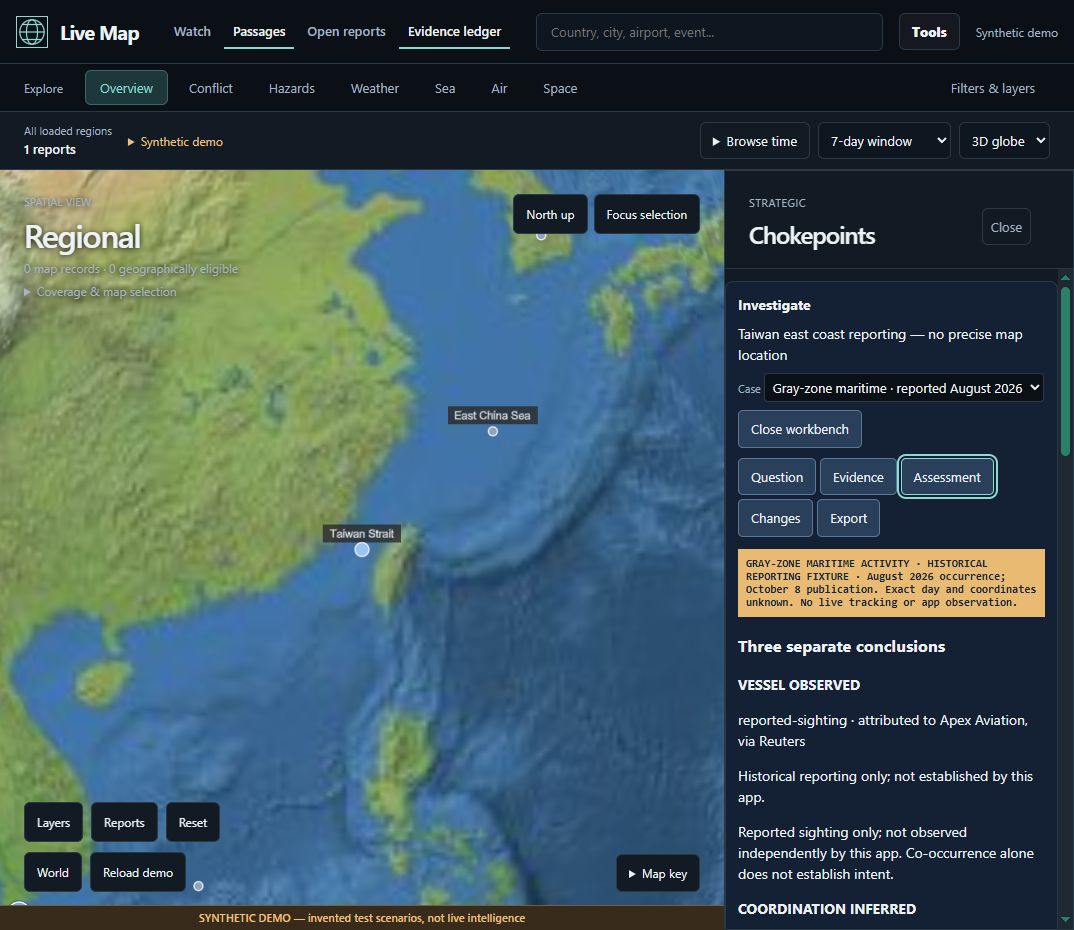 Live Map
Watch
Passages
Open reports
Evidence ledger
Country, city, airport, event...
Tools
Synthetic demo
Explore
Overview
Conflict
Hazards
Weather
Sea
Air
Space
Filters & layers
All loaded regions
1 reports
Synthetic demo
Browse time
7-day window
3D globe
SPATIAL VIEW
Regional
0 map records · 0 geographically eligible
Coverage & map selection
North up
Focus selection
East China Sea
Taiwan Strait
Layers
Reports
Reset
World
Reload demo
Map key
SYNTHETIC DEMO — invented test scenarios, not live intelligence
STRATEGIC
Chokepoints
Close
Investigate
Taiwan east coast reporting — no precise map
location
Case
Gray-zone maritime · reported August 2026
Close workbench
Question
Evidence
Assessment
Changes
Export
GRAY-ZONE MARITIME ACTIVITY · HISTORICAL
REPORTING FIXTURE · August 2026 occurrence;
October 8 publication. Exact day and coordinates
unknown. No live tracking or app observation.
Three separate conclusions
VESSEL OBSERVED
reported-sighting · attributed to Apex Aviation,
via Reuters
Historical reporting only; not established by this
app.
Reported sighting only; not observed
independently by this app. Co-occurrence alone
does not establish intent.
COORDINATION INFERRED